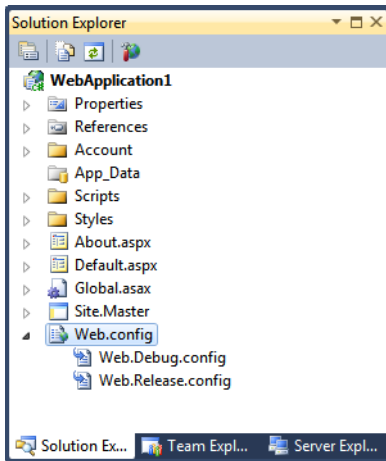 Solution Explorer
WebApplication1
Properties
References
Account
App_Data
Scripts
Styles
About.aspx
Default.aspx
Global.asax
Site.Master
Web.config
Web.Debug.config
Web.Release.config
Solution Ex... Team Expl... Server Expl...